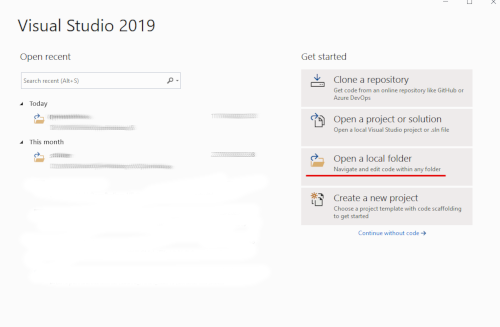 Visual Studio 2019
Open recent
Search recent (Alt+S)
Today
This month
Get started
Clone a repository
Get code from an online repository like GitHub or
Azure DevOps
Open a project or solution
Open a local Visual Studio project or .sln file
Open a local folder
Navigate and edit code within any folder
Create a new project
Choose a project template with code scaffolding
to get started
Continue without code →